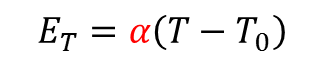 E_T = α(T − T_0)